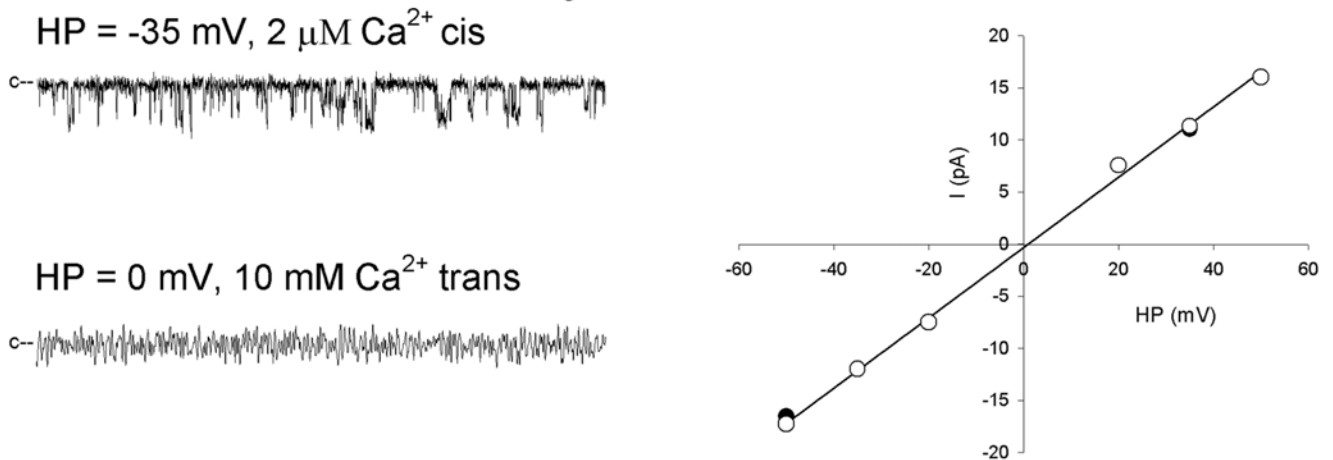 HP = -35 mV, 2 μM Ca²⁺ cis
c--
HP = 0 mV, 10 mM Ca²⁺ trans
c--
20
15
10
5
0
-5
-10
-15
-20
I (pA)
-60 -40 -20 0 20 40 60
HP (mV)